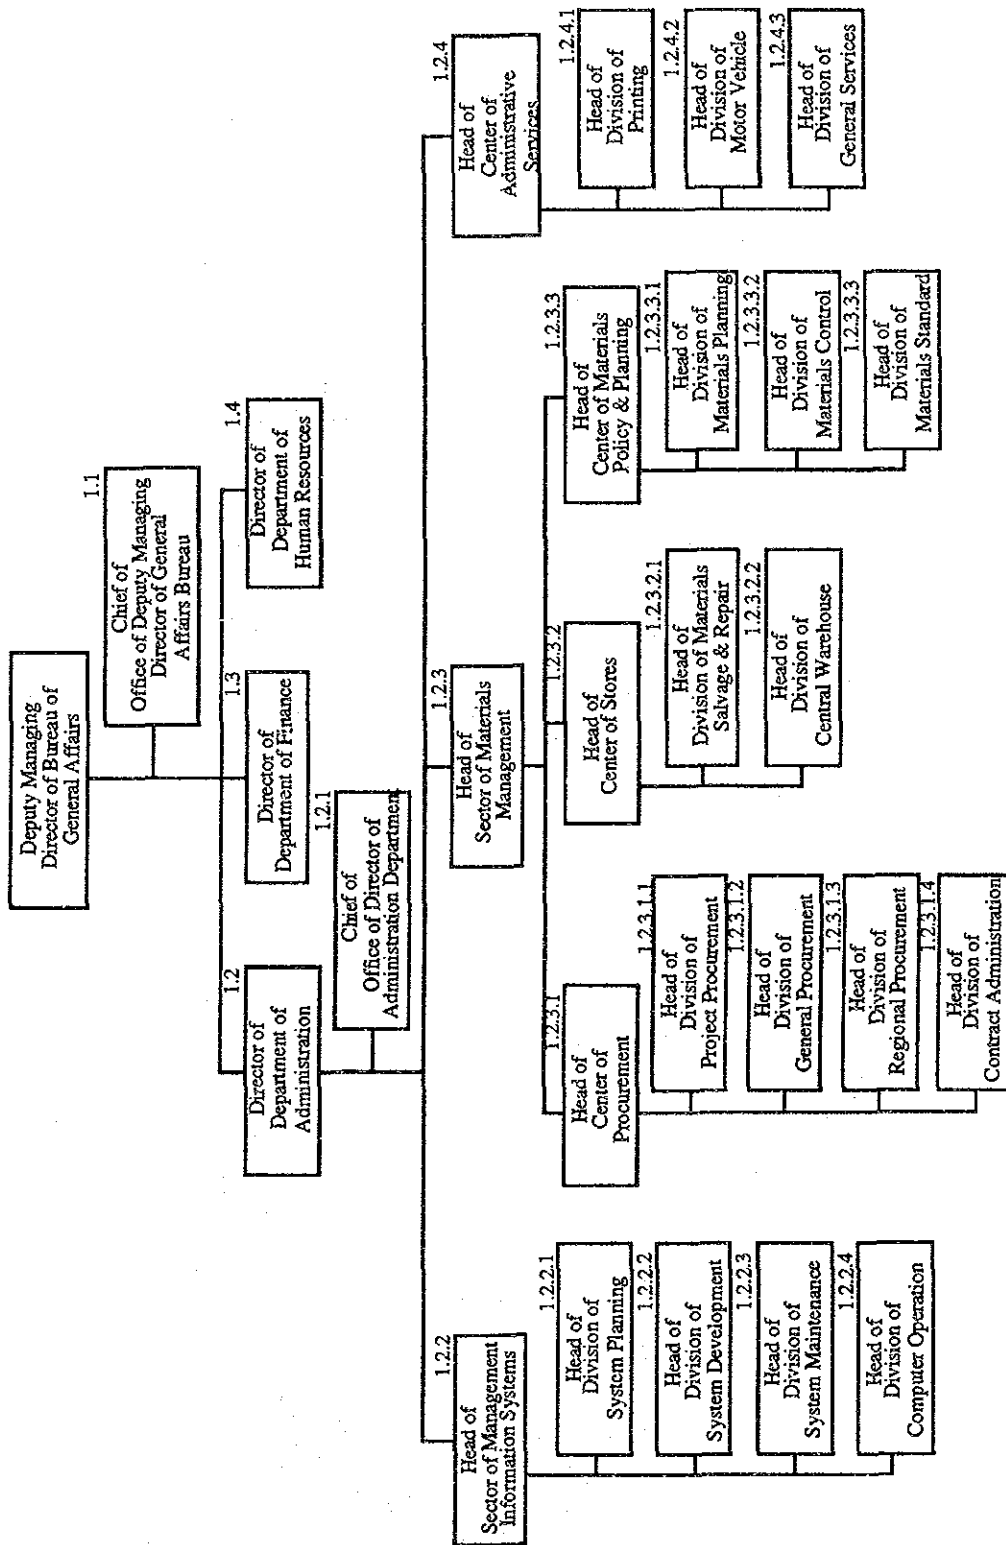 Deputy Managing
Director of Bureau of
General Affairs
1.1
Chief of
Office of Deputy Managing
Director of General
Affairs Bureau
1.2
Director of
Department of
Administration
1.3
Director of
Department of Finance
1.4
Director of
Department of
Human Resources
1.2.1
Chief of
Office of Director of
Administration Department
1.2.2
Head of
Sector of Management
Information Systems
1.2.2.1
Head of
Division of
System Planning
1.2.2.2
Head of
Division of
System Development
1.2.2.3
Head of
Division of
System Maintenance
1.2.2.4
Head of
Division of
Computer Operation
1.2.3
Head of
Sector of Materials
Management
1.2.3.1
Head of
Center of
Procurement
1.2.3.1.1
Head of
Division of
Project Procurement
1.2.3.1.2
Head of
Division of
General Procurement
1.2.3.1.3
Head of
Division of
Regional Procurement
1.2.3.1.4
Head of
Division of
Contract Administration
1.2.3.2
Head of
Center of Stores
1.2.3.2.1
Head of
Division of Materials
Salvage & Repair
1.2.3.2.2
Head of
Division of
Central Warehouse
1.2.3.3
Head of
Center of Materials
Policy & Planning
1.2.3.3.1
Head of
Division of
Materials Planning
1.2.3.3.2
Head of
Division of
Materials Control
1.2.3.3.3
Head of
Division of
Materials Standard
1.2.4
Head of
Center of
Administrative
Services
1.2.4.1
Head of
Division of
Printing
1.2.4.2
Head of
Division of
Motor Vehicle
1.2.4.3
Head of
Division of
General Services